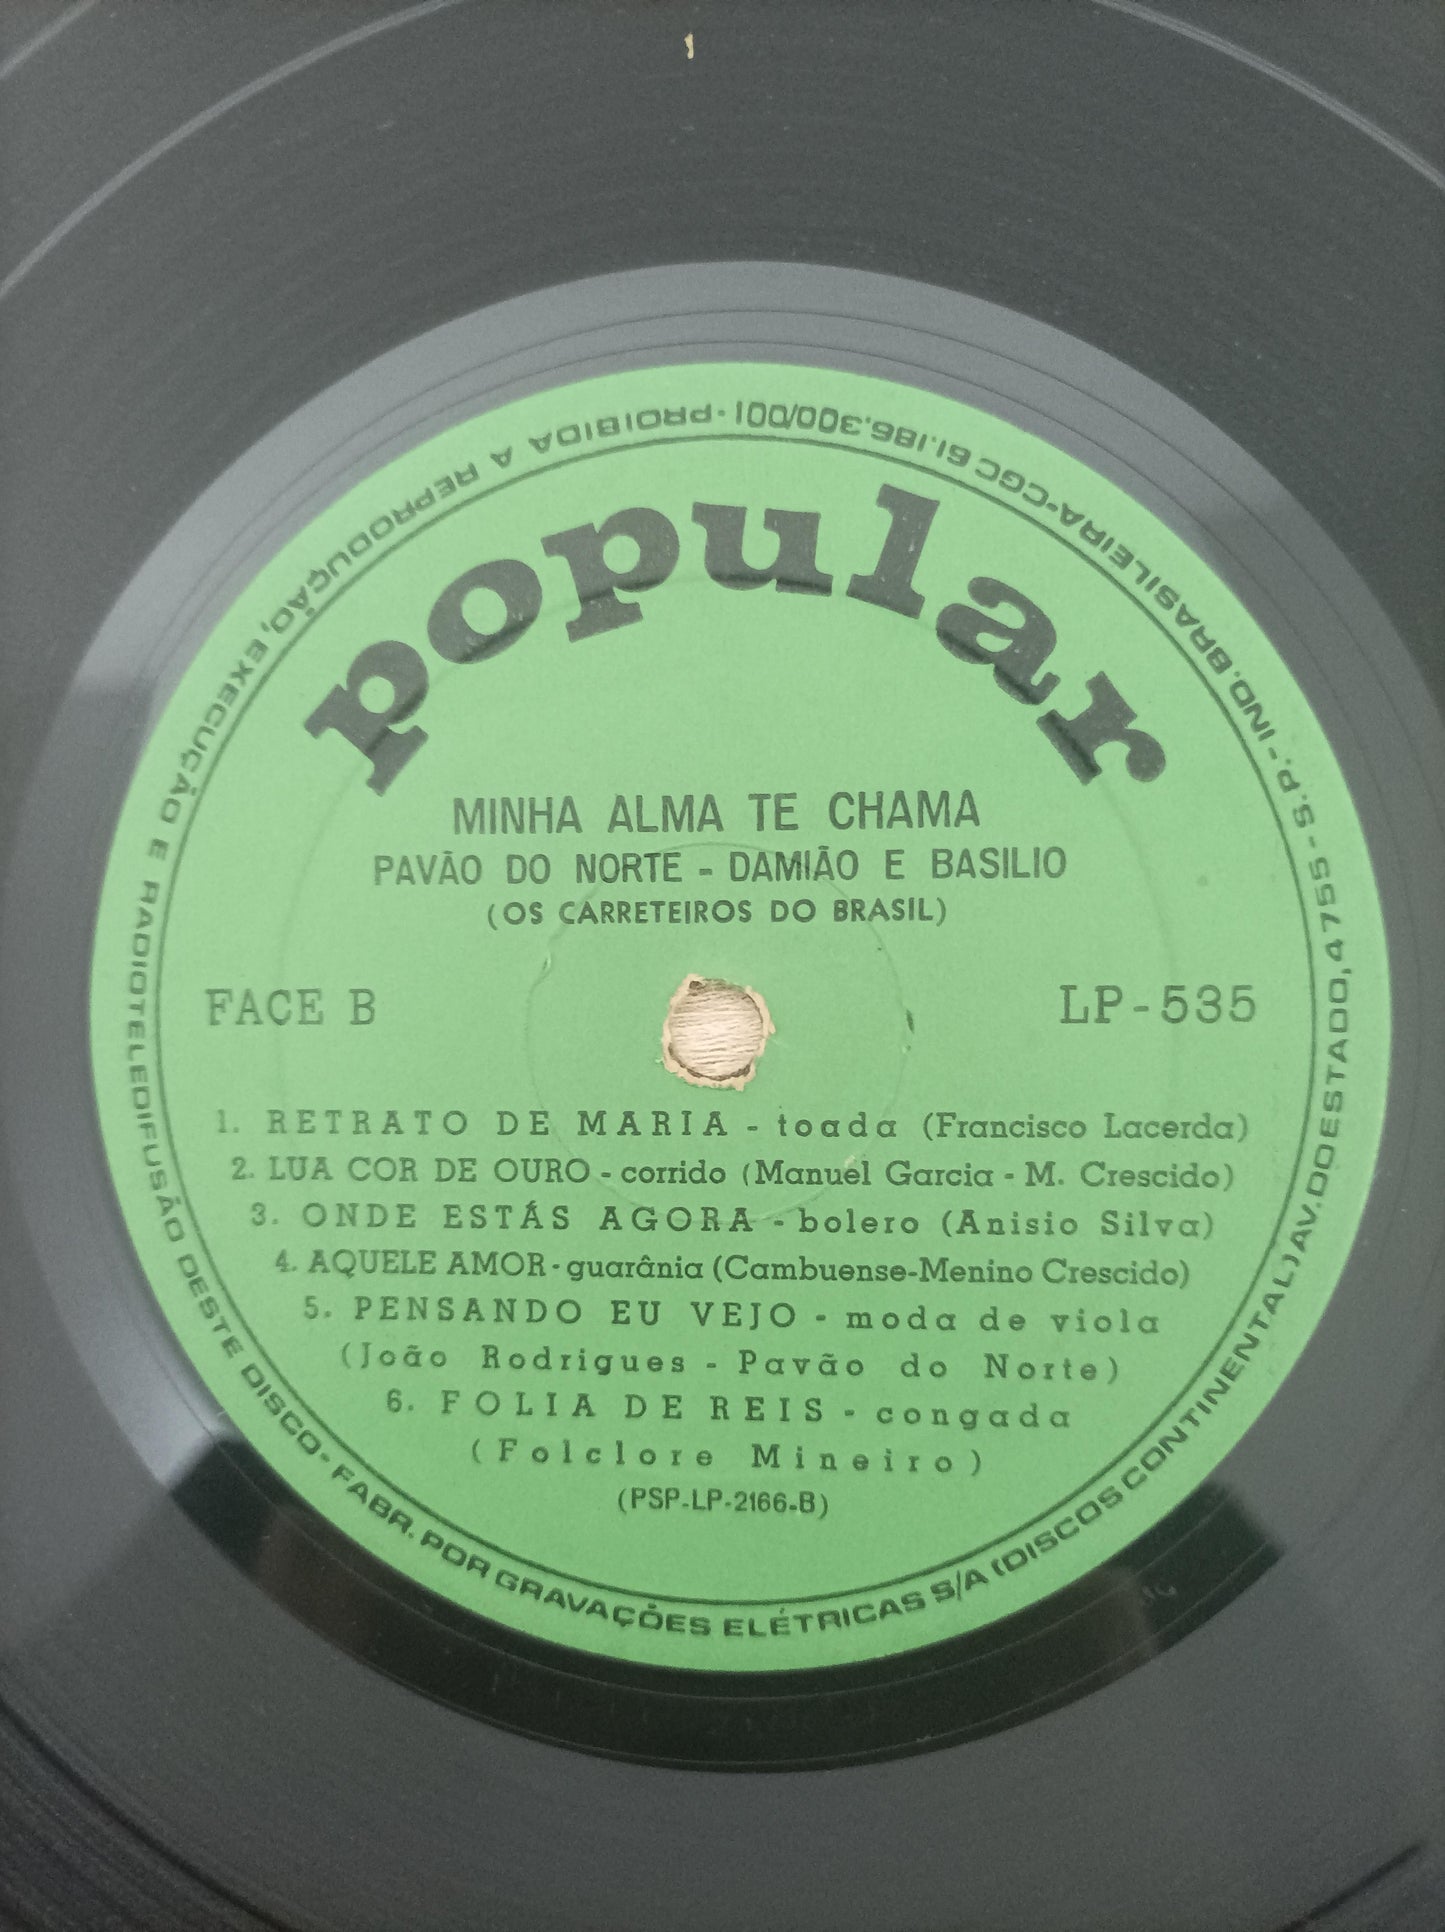 popular
MINHA ALMA TE CHAMA
PAVÃO DO NORTE - DAMIÃO E BASILIO
(OS CARRETEIROS DO BRASIL)
FACE B
LP-535
1. RETRATO DE MARIA - toada (Francisco Lacerda)
2. LUA COR DE OURO - corrido (Manuel Garcia - M. Crescido)
3. ONDE ESTÁS AGORA - bolero (Anisio Silva)
4. AQUELE AMOR - guarânia (Cambuense-Menino Crescido)
5. PENSANDO EU VEJO - moda de viola
(João Rodrigues - Pavão do Norte)
6. FOLIA DE REIS - congada
(Folclore Mineiro)
(PSP-LP-2166-B)
PROIBIDA A REPRODUÇÃO, EXECUÇÃO E RADIOTELEDIFUSÃO DESTE DISCO - FABR. POR GRAVAÇÕES ELÉTRICAS S/A (DISCOS CONTINENTAL) AV. DO ESTADO, 4755 - S.P. - IND. BRASILEIRA - CGC 61.186.300/001 -